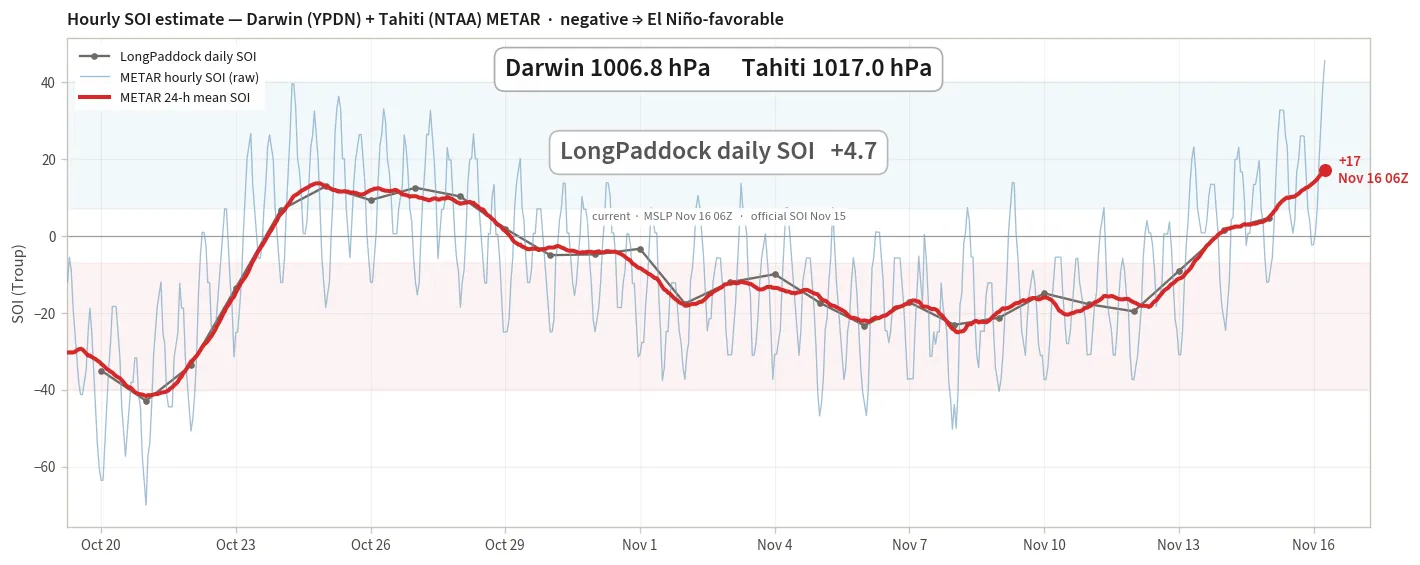 Hourly SOI estimate — Darwin (YPDN) + Tahiti (NTAA) METAR · negative ⇒ El Niño-favorable
LongPaddock daily SOI
METAR hourly SOI (raw)
METAR 24-h mean SOI
Darwin 1006.8 hPa Tahiti 1017.0 hPa
LongPaddock daily SOI +4.7
current · MSLP Nov 16 06Z · official SOI Nov 15
+17
Nov 16 06Z
SOI (Troup)
40
20
0
−20
−40
−60
Oct 20 Oct 23 Oct 26 Oct 29 Nov 1 Nov 4 Nov 7 Nov 10 Nov 13 Nov 16